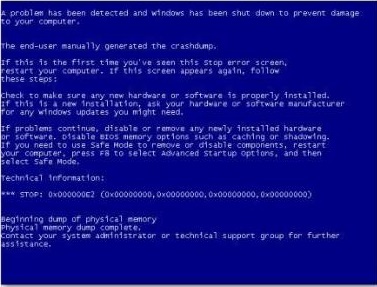 A problem has been detected and windows has been shut down to prevent damage
to your computer.
The end-user manually generated the crashdump.
If this is the first time you've seen this Stop error screen,
restart your computer. If this screen appears again, follow
these steps:
Check to make sure any new hardware or software is properly installed.
If this is a new installation, ask your hardware or software manufacturer
for any windows updates you might need.
If problems continue, disable or remove any newly installed hardware
or software. Disable BIOS memory options such as caching or shadowing.
If you need to use Safe Mode to remove or disable components, restart
your computer, press F8 to select Advanced Startup Options, and then
select Safe Mode.
Technical information:
*** STOP: 0x000000E2 (0x00000000,0x00000000,0x00000000,0x00000000)
Beginning dump of physical memory
Physical memory dump complete.
Contact your system administrator or technical support group for further
assistance.